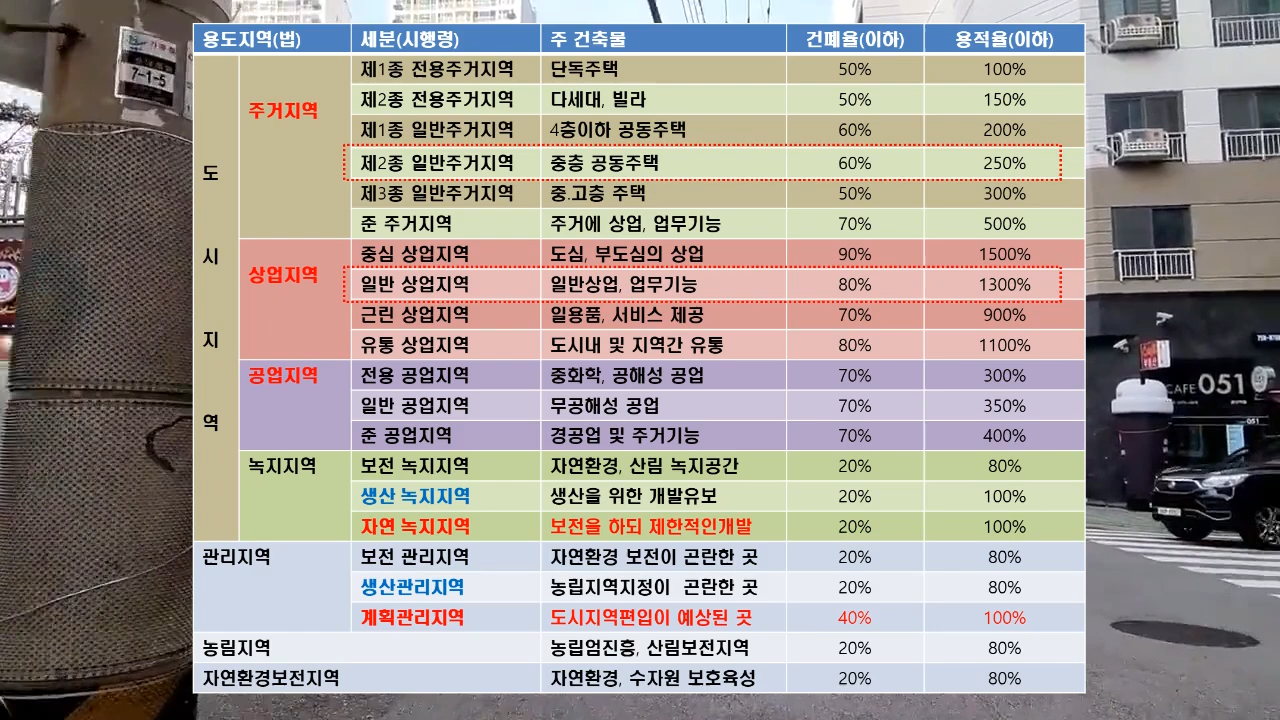 용도지역(법) 세분(시행령) 주 건축물 건폐율(이하) 용적율(이하)
도시지역 주거지역 제1종 전용주거지역 단독주택 50% 100%
제2종 전용주거지역 다세대, 빌라 50% 150%
제1종 일반주거지역 4층이하 공동주택 60% 200%
제2종 일반주거지역 중층 공동주택 60% 250%
제3종 일반주거지역 중.고층 주택 50% 300%
준 주거지역 주거에 상업, 업무기능 70% 500%
상업지역 중심 상업지역 도심, 부도심의 상업 90% 1500%
일반 상업지역 일반상업, 업무기능 80% 1300%
근린 상업지역 일용품, 서비스 제공 70% 900%
유통 상업지역 도시내 및 지역간 유통 80% 1100%
공업지역 전용 공업지역 중화학, 공해성 공업 70% 300%
일반 공업지역 무공해성 공업 70% 350%
준 공업지역 경공업 및 주거기능 70% 400%
녹지지역 보전 녹지지역 자연환경, 산림 녹지공간 20% 80%
생산 녹지지역 생산을 위한 개발유보 20% 100%
자연 녹지지역 보전을 하되 제한적인개발 20% 100%
관리지역 보전 관리지역 자연환경 보전이 곤란한 곳 20% 80%
생산관리지역 농림지역지정이 곤란한 곳 20% 80%
계획관리지역 도시지역편입이 예상된 곳 40% 100%
농림지역 농립엄진흥, 산림보전지역 20% 80%
자연환경보전지역 자연환경, 수자원 보호육성 20% 80%
7-1-5
CAFE 051
051